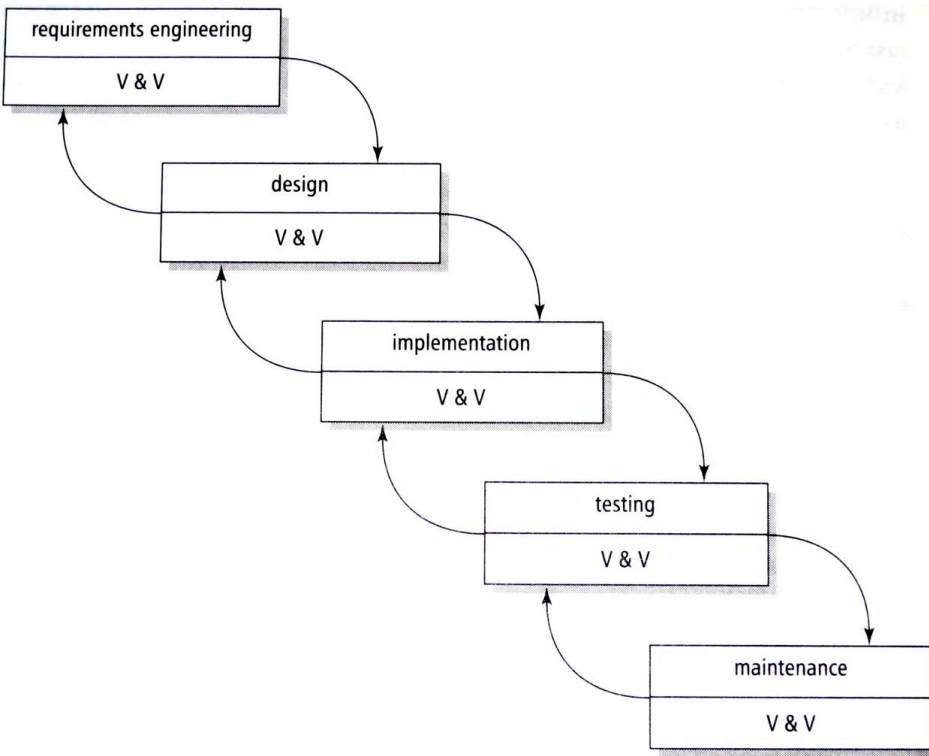 requirements engineering
V & V
design
V & V
implementation
V & V
testing
V & V
maintenance
V & V